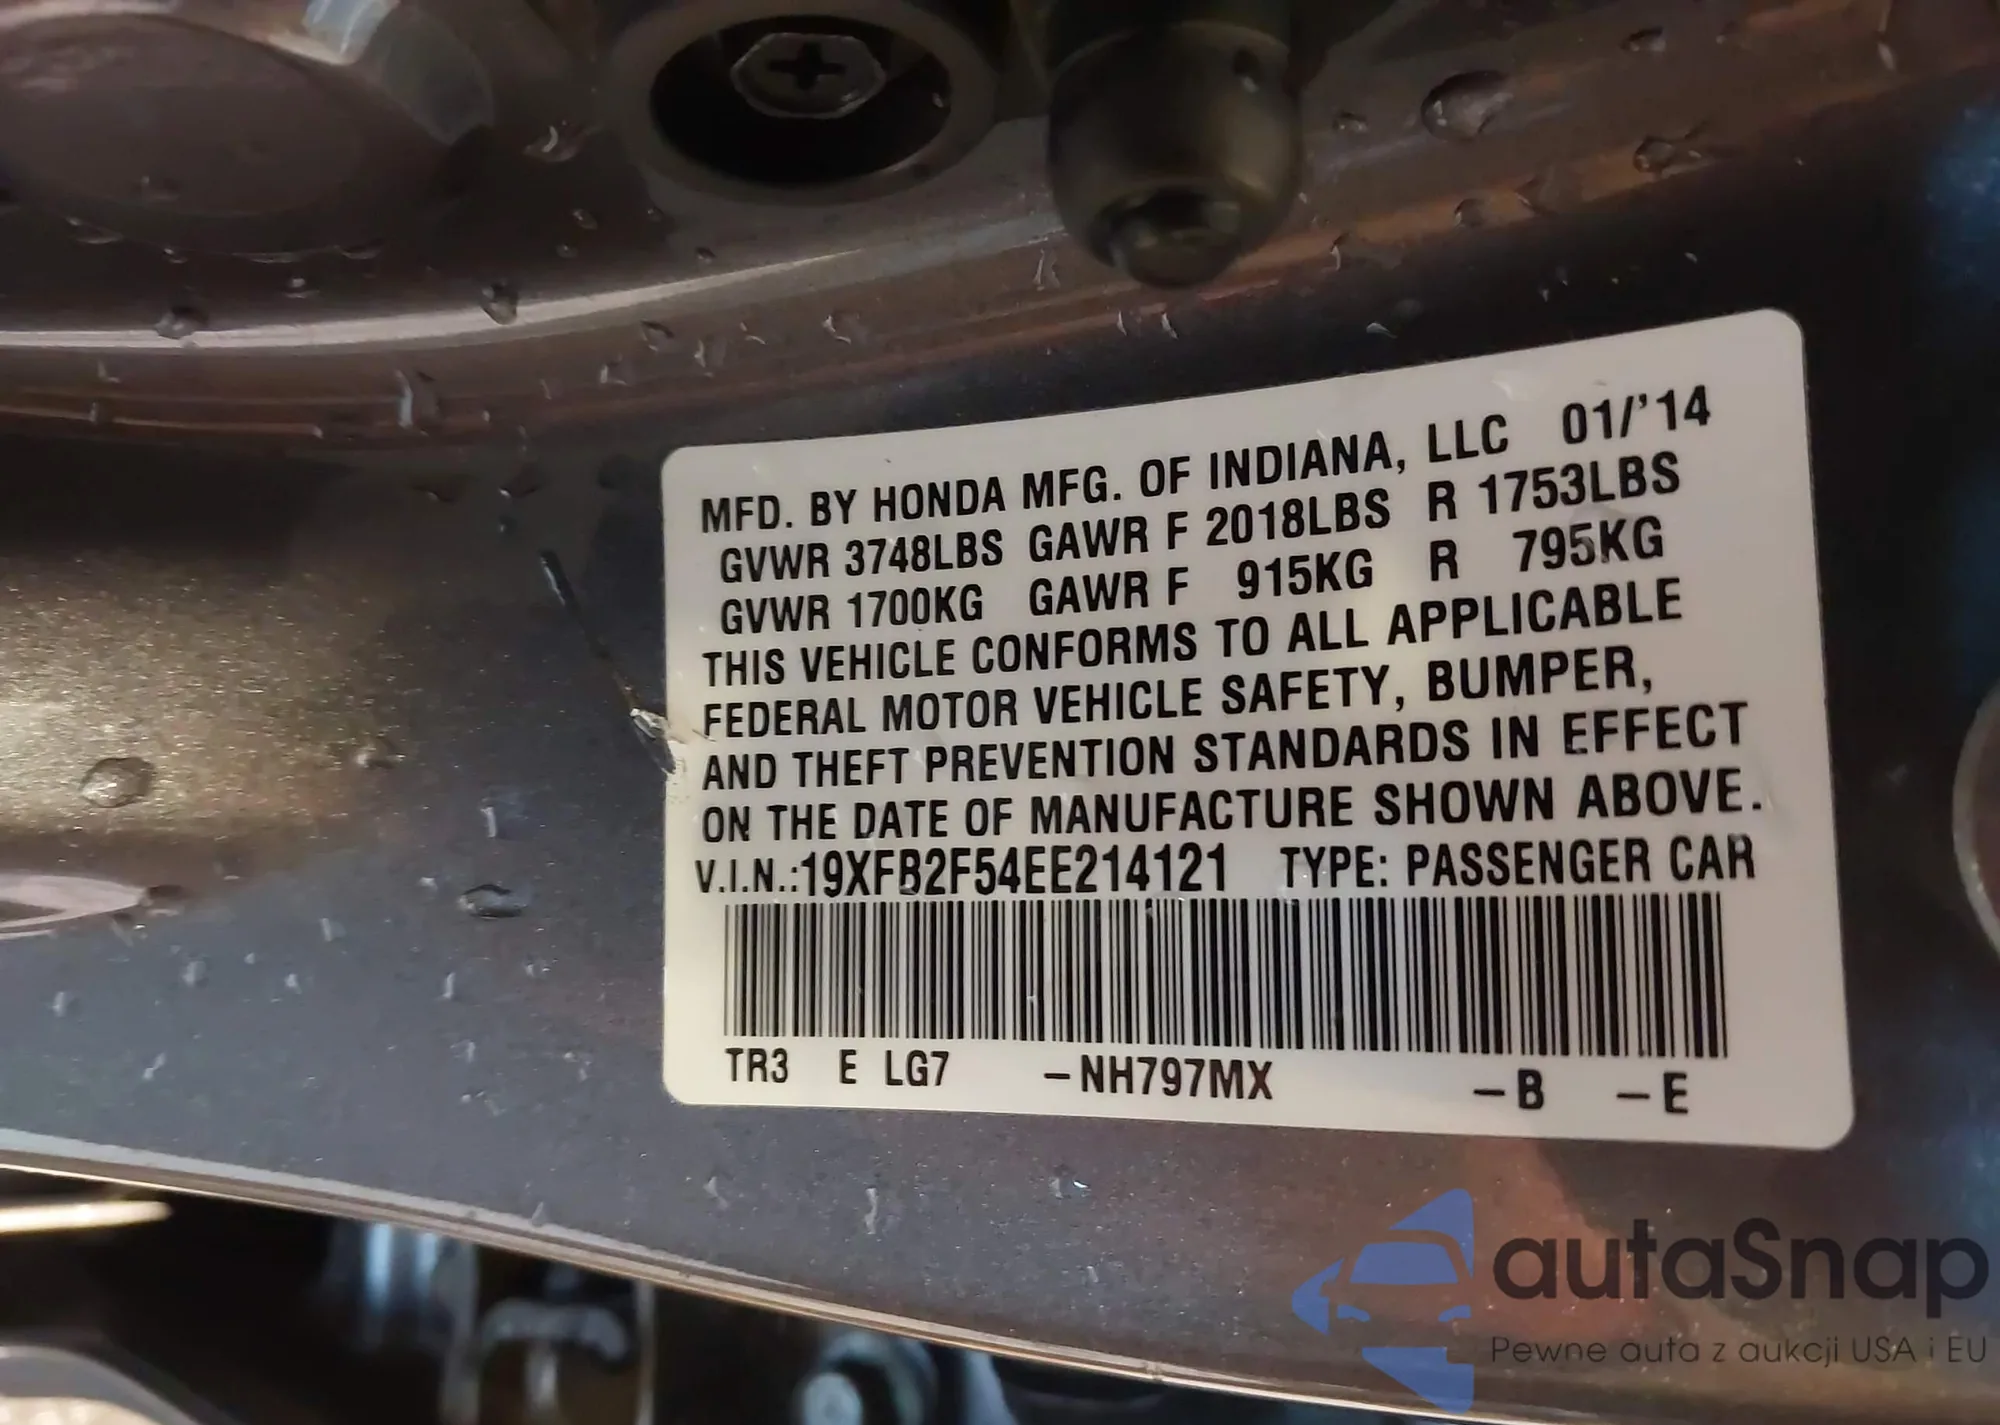 MFD. BY HONDA MFG. OF INDIANA, LLC 01/'14
GVWR 3748LBS GAWR F 2018LBS R 1753LBS
GVWR 1700KG GAWR F 915KG R 795KG
THIS VEHICLE CONFORMS TO ALL APPLICABLE
FEDERAL MOTOR VEHICLE SAFETY, BUMPER,
AND THEFT PREVENTION STANDARDS IN EFFECT
ON THE DATE OF MANUFACTURE SHOWN ABOVE.
V.I.N.:19XFB2F54EE214121 TYPE: PASSENGER CAR
TR3 E LG7 -NH797MX -B -E
autaSnap
Pewne auta z aukcji USA i EU